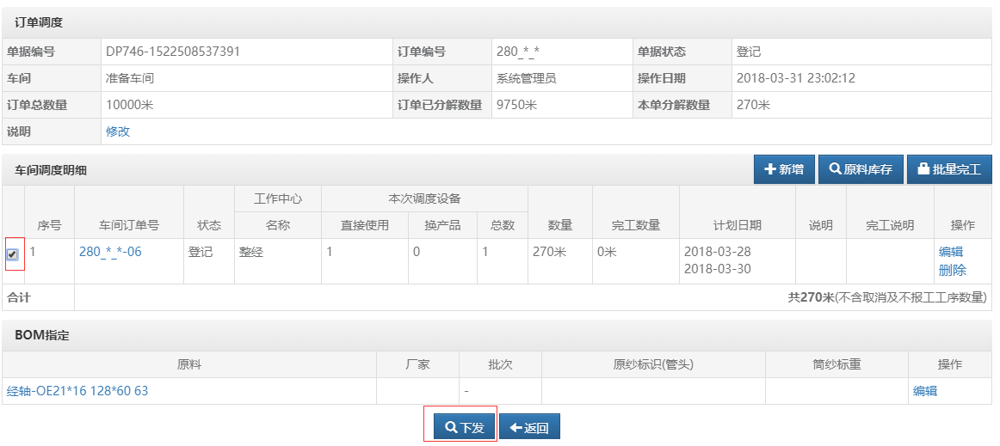 订单调度
单据编号 DP746-1522508537391 订单编号 280_*_* 单据状态 登记
车间 准备车间 操作人 系统管理员 操作日期 2018-03-31 23:02:12
订单总数量 10000米 订单已分解数量 9750米 本单分解数量 270米
说明 修改
车间调度明细 新增 原料库存 批量完工
工作中心 本次调度设备
序号 车间订单号 状态 名称 直接使用 换产品 总数 数量 完工数量 计划日期 说明 完工说明 操作
1 280_*_*-06 登记 整经 1 0 1 270米 0米 2018-03-28 编辑
2018-03-30 删除
合计 共270米(不含取消及不报工工序数量)
BOM指定
原料 厂家 批次 原纱标识(管头) 筒纱标重 操作
经轴-OE21*16 128*60 63 - 编辑
下发 返回